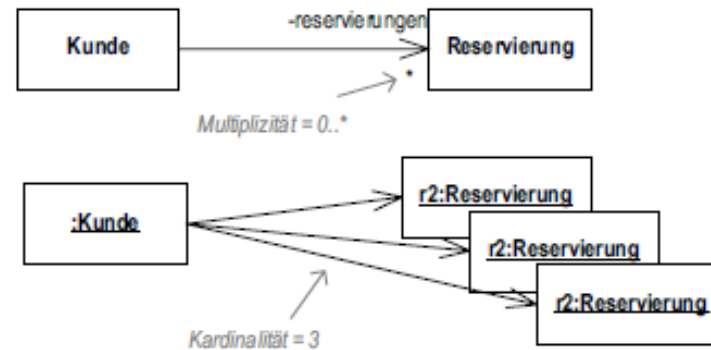 -reservierungen
Kunde
Reservierung
*
Multiplizität = 0..*
r2:Reservierung
:Kunde
r2:Reservierung
r2:Reservierung
Kardinalität = 3